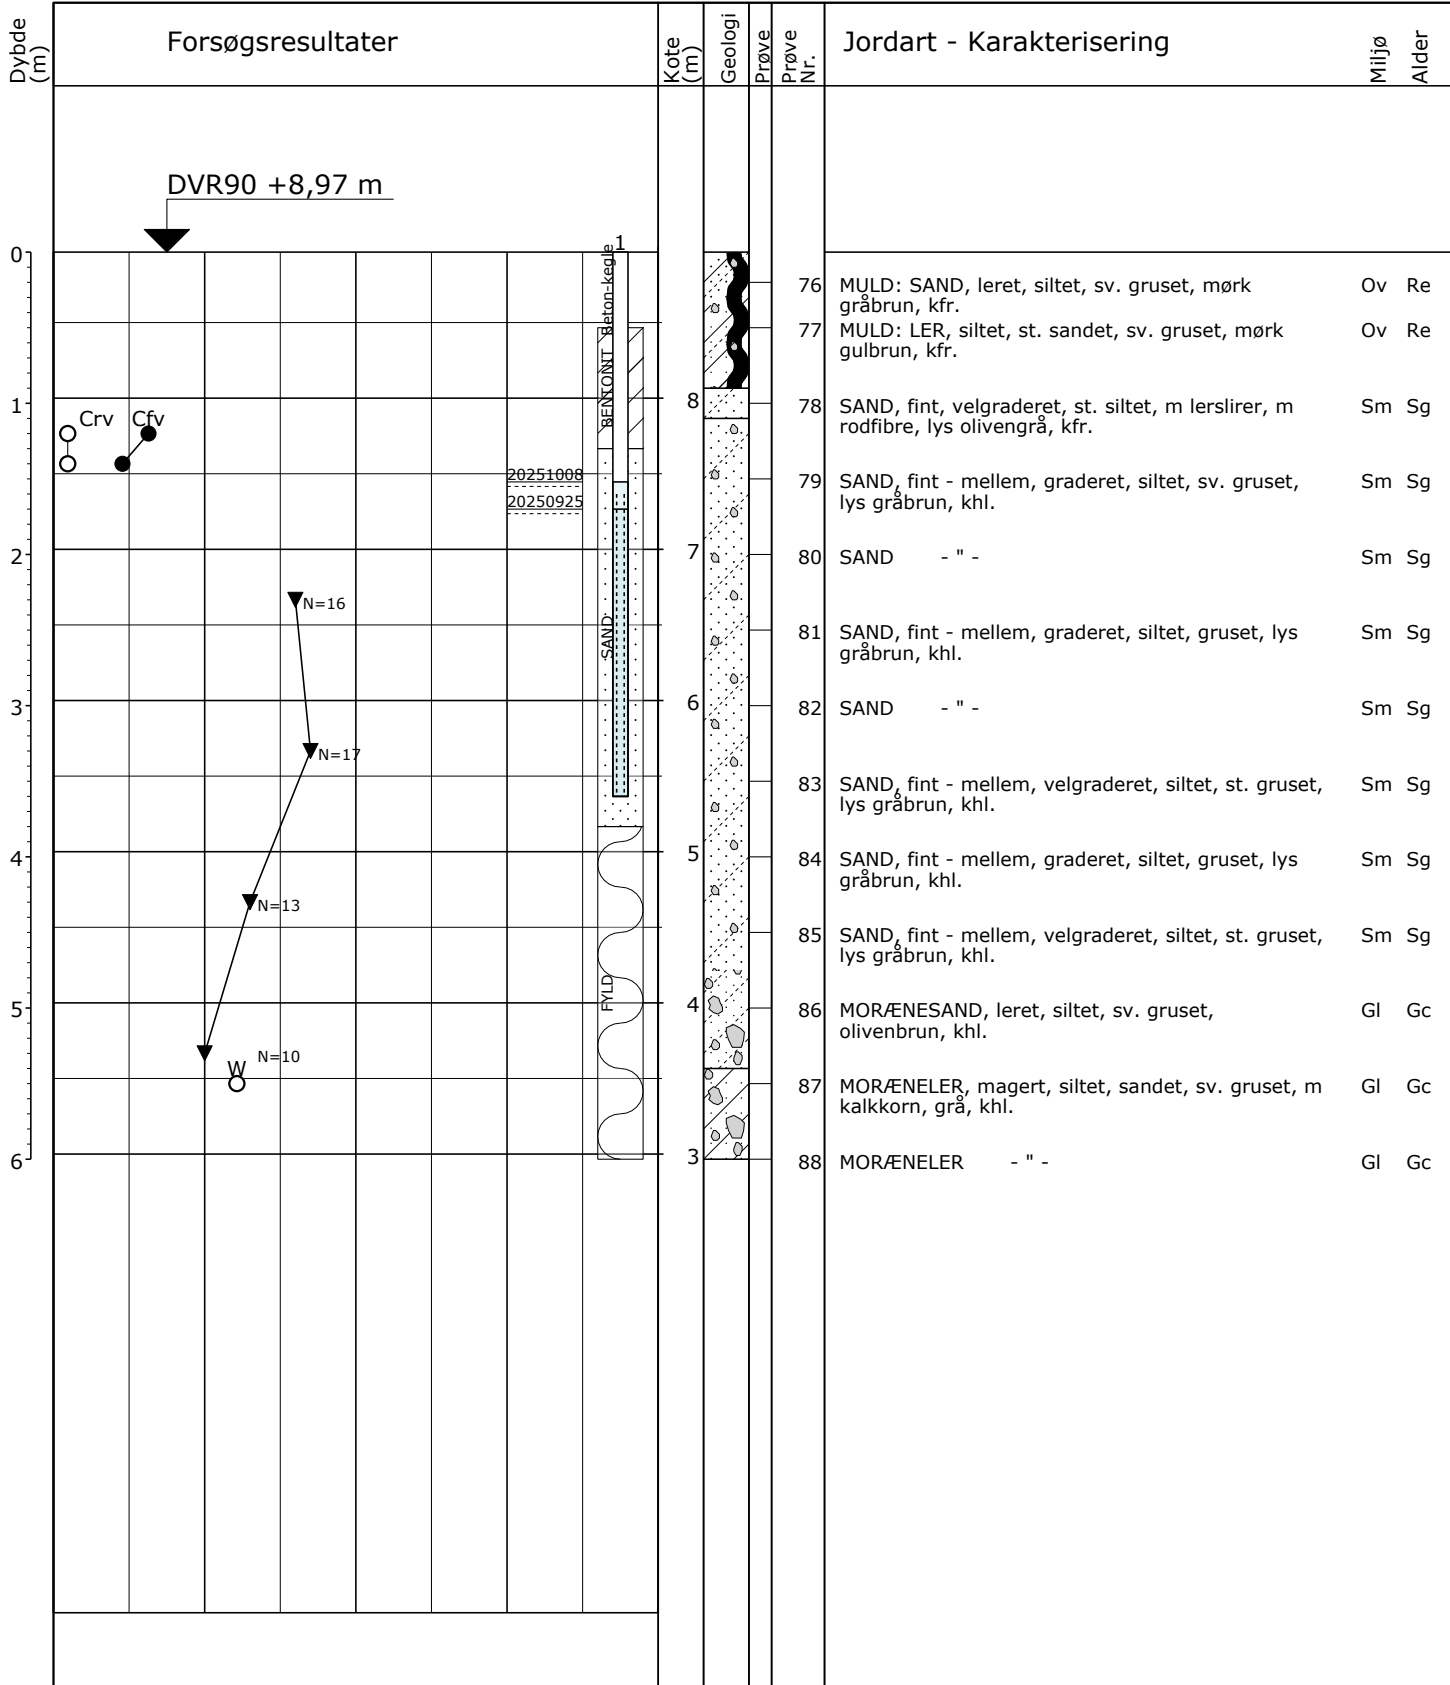 Dybde (m)
Forsøgsresultater
Kote (m)
Geologi
Prøve
Prøve Nr.
Jordart - Karakterisering
Miljø
Alder
DVR90 +8,97 m
0
1
2
3
4
5
6
Crv
Cfv
N=16
N=17
N=13
N=10
W
20251008
20250925
1
Beton-kegle
BENTONIT
SAND
FYLD
8
7
6
5
4
3
76 MULD: SAND, leret, siltet, sv. gruset, mørk Ov Re
gråbrun, kfr.
77 MULD: LER, siltet, st. sandet, sv. gruset, mørk Ov Re
gulbrun, kfr.
78 SAND, fint, velgraderet, st. siltet, m lerslirer, m Sm Sg
rodfibre, lys olivengrå, kfr.
79 SAND, fint - mellem, graderet, siltet, sv. gruset, Sm Sg
lys gråbrun, khl.
80 SAND - " - Sm Sg
81 SAND, fint - mellem, graderet, siltet, gruset, lys Sm Sg
gråbrun, khl.
82 SAND - " - Sm Sg
83 SAND, fint - mellem, velgraderet, siltet, st. gruset, Sm Sg
lys gråbrun, khl.
84 SAND, fint - mellem, graderet, siltet, gruset, lys Sm Sg
gråbrun, khl.
85 SAND, fint - mellem, velgraderet, siltet, st. gruset, Sm Sg
lys gråbrun, khl.
86 MORÆNESAND, leret, siltet, sv. gruset, Gl Gc
olivenbrun, khl.
87 MORÆNELER, magert, siltet, sandet, sv. gruset, m Gl Gc
kalkkorn, grå, khl.
88 MORÆNELER - " - Gl Gc